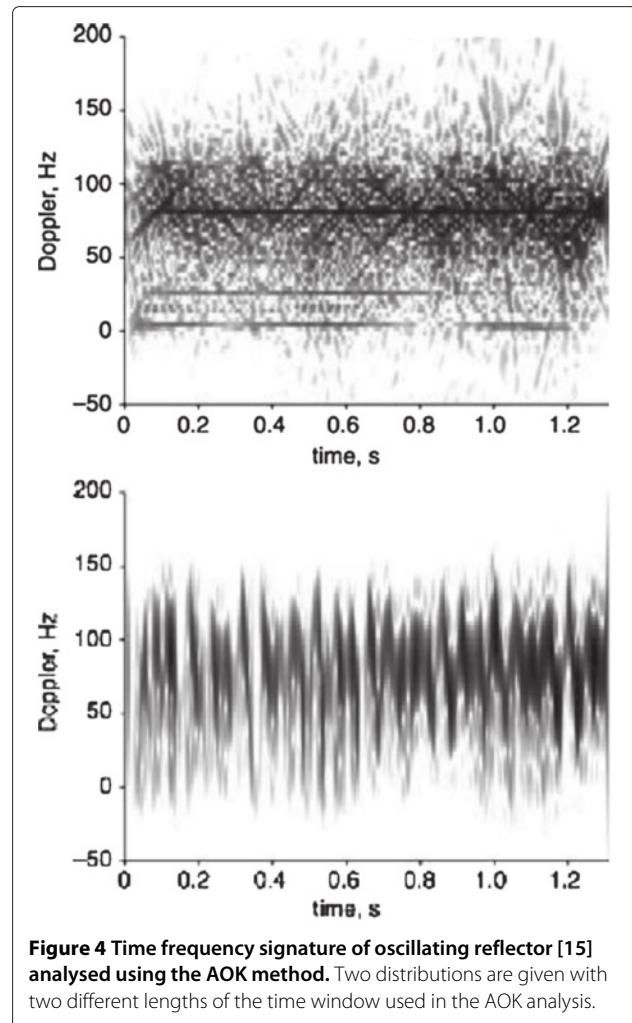 200
150
100
50
0
−50
Doppler, Hz
0 0.2 0.4 0.6 0.8 1.0 1.2
time, s
200
150
100
50
0
−50
Dopplor, Hz
0 0.2 0.4 0.6 0.8 1.0 1.2
time, s
Figure 4 Time frequency signature of oscillating reflector [15]
analysed using the AOK method. Two distributions are given with
two different lengths of the time window used in the AOK analysis.